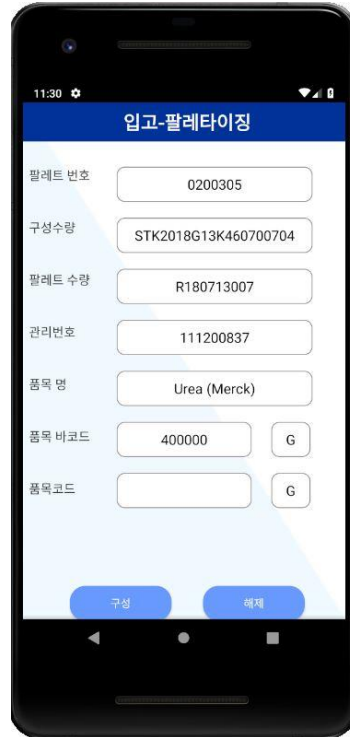 11:30
입고-팔레타이징
팔레트 번호 0200305
구성수량 STK2018G13K460700704
팔레트 수량 R180713007
관리번호 111200837
품목 명 Urea (Merck)
품목 바코드 400000 G
품목코드 G
구성 해제